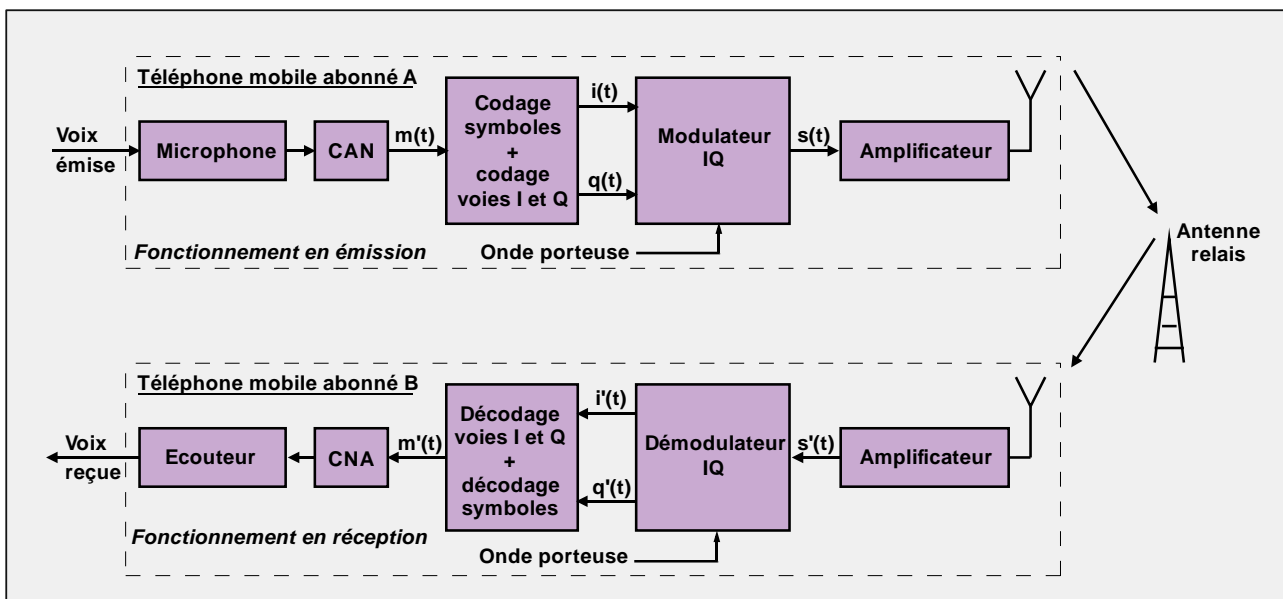 Téléphone mobile abonné A
Voix
émise
Microphone
CAN
m(t)
Codage
symboles
+
codage
voies I et Q
i(t)
q(t)
Modulateur
IQ
s(t)
Amplificateur
Fonctionnement en émission
Onde porteuse
Antenne
relais
Téléphone mobile abonné B
Voix
reçue
Ecouteur
CNA
m'(t)
Décodage
voies I et Q
+
décodage
symboles
i'(t)
q'(t)
Démodulateur
IQ
s'(t)
Amplificateur
Fonctionnement en réception
Onde porteuse